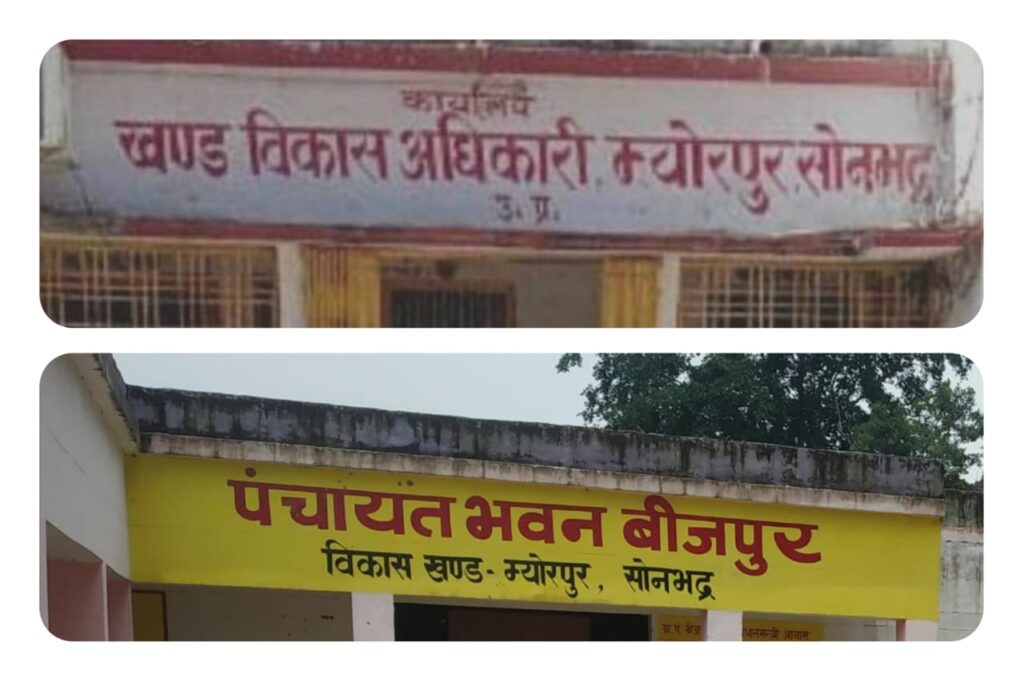 कार्यालय
खण्ड विकास अधिकारी म्योरपुर, सोनभद्र
उ. प्र.
पंचायत भवन बीजपुर
विकास खण्ड - म्योरपुर, सोनभद्र